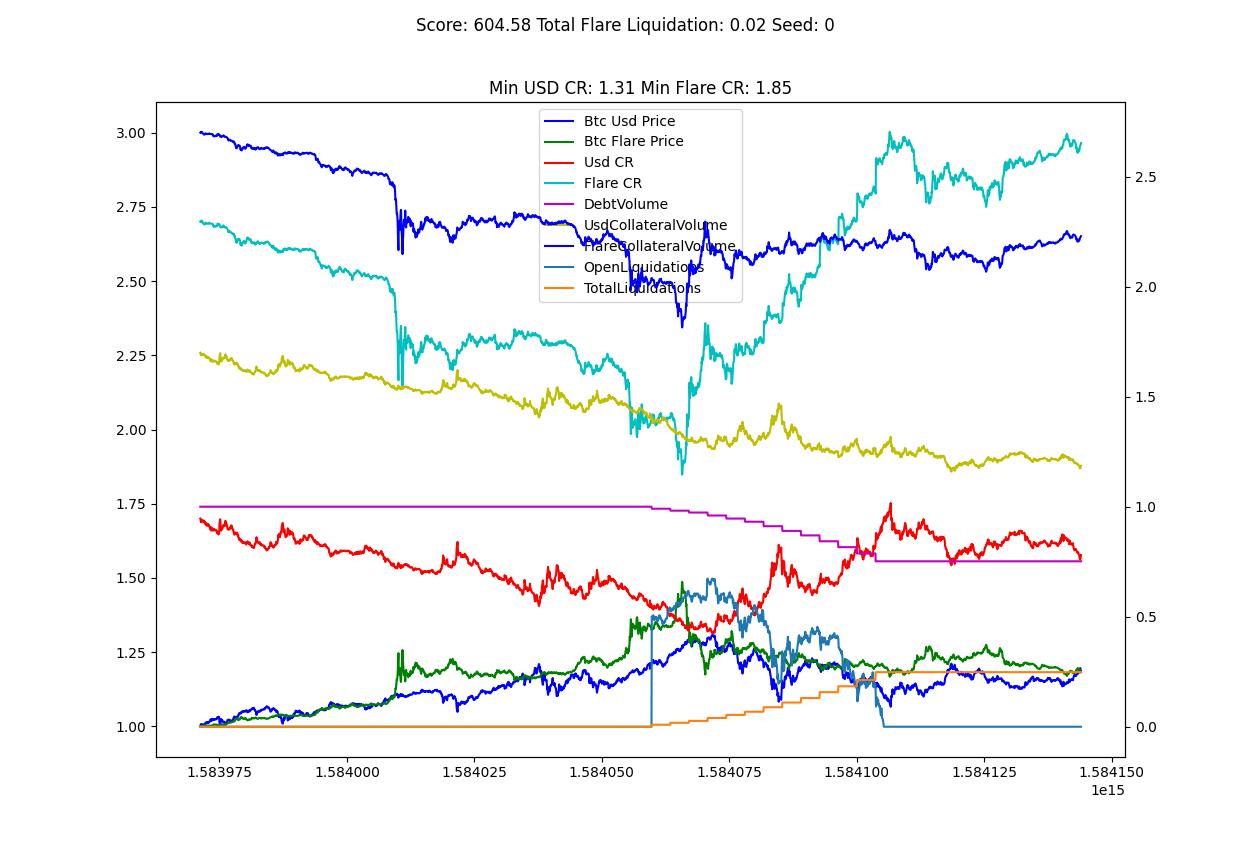 Score: 604.58 Total Flare Liquidation: 0.02 Seed: 0
Min USD CR: 1.31 Min Flare CR: 1.85
Btc Usd Price
Btc Flare Price
Usd CR
Flare CR
DebtVolume
UsdCollateralVolume
FlareCollateralVolume
OpenLiquidations
TotalLiquidations
3.00
2.75
2.50
2.25
2.00
1.75
1.50
1.25
1.00
2.5
2.0
1.5
1.0
0.5
0.0
1.583975 1.584000 1.584025 1.584050 1.584075 1.584100 1.584125 1.584150
1e15